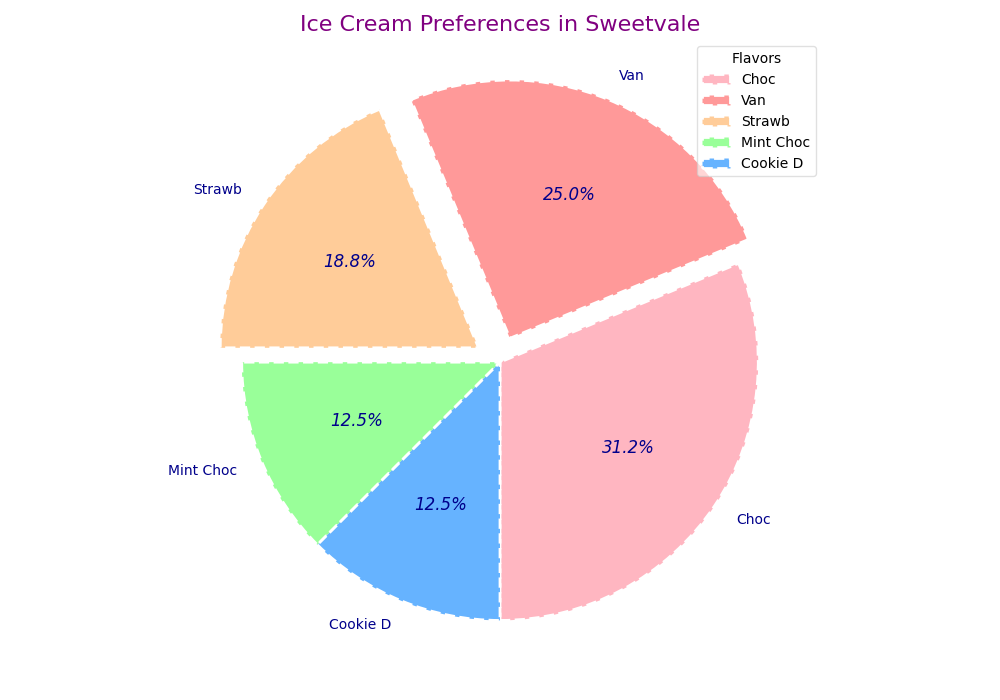 Ice Cream Preferences in Sweetvale
Flavors
Choc
Van
Strawb
Mint Choc
Cookie D
Van
25.0%
Strawb
18.8%
12.5%
Mint Choc
12.5%
Cookie D
31.2%
Choc